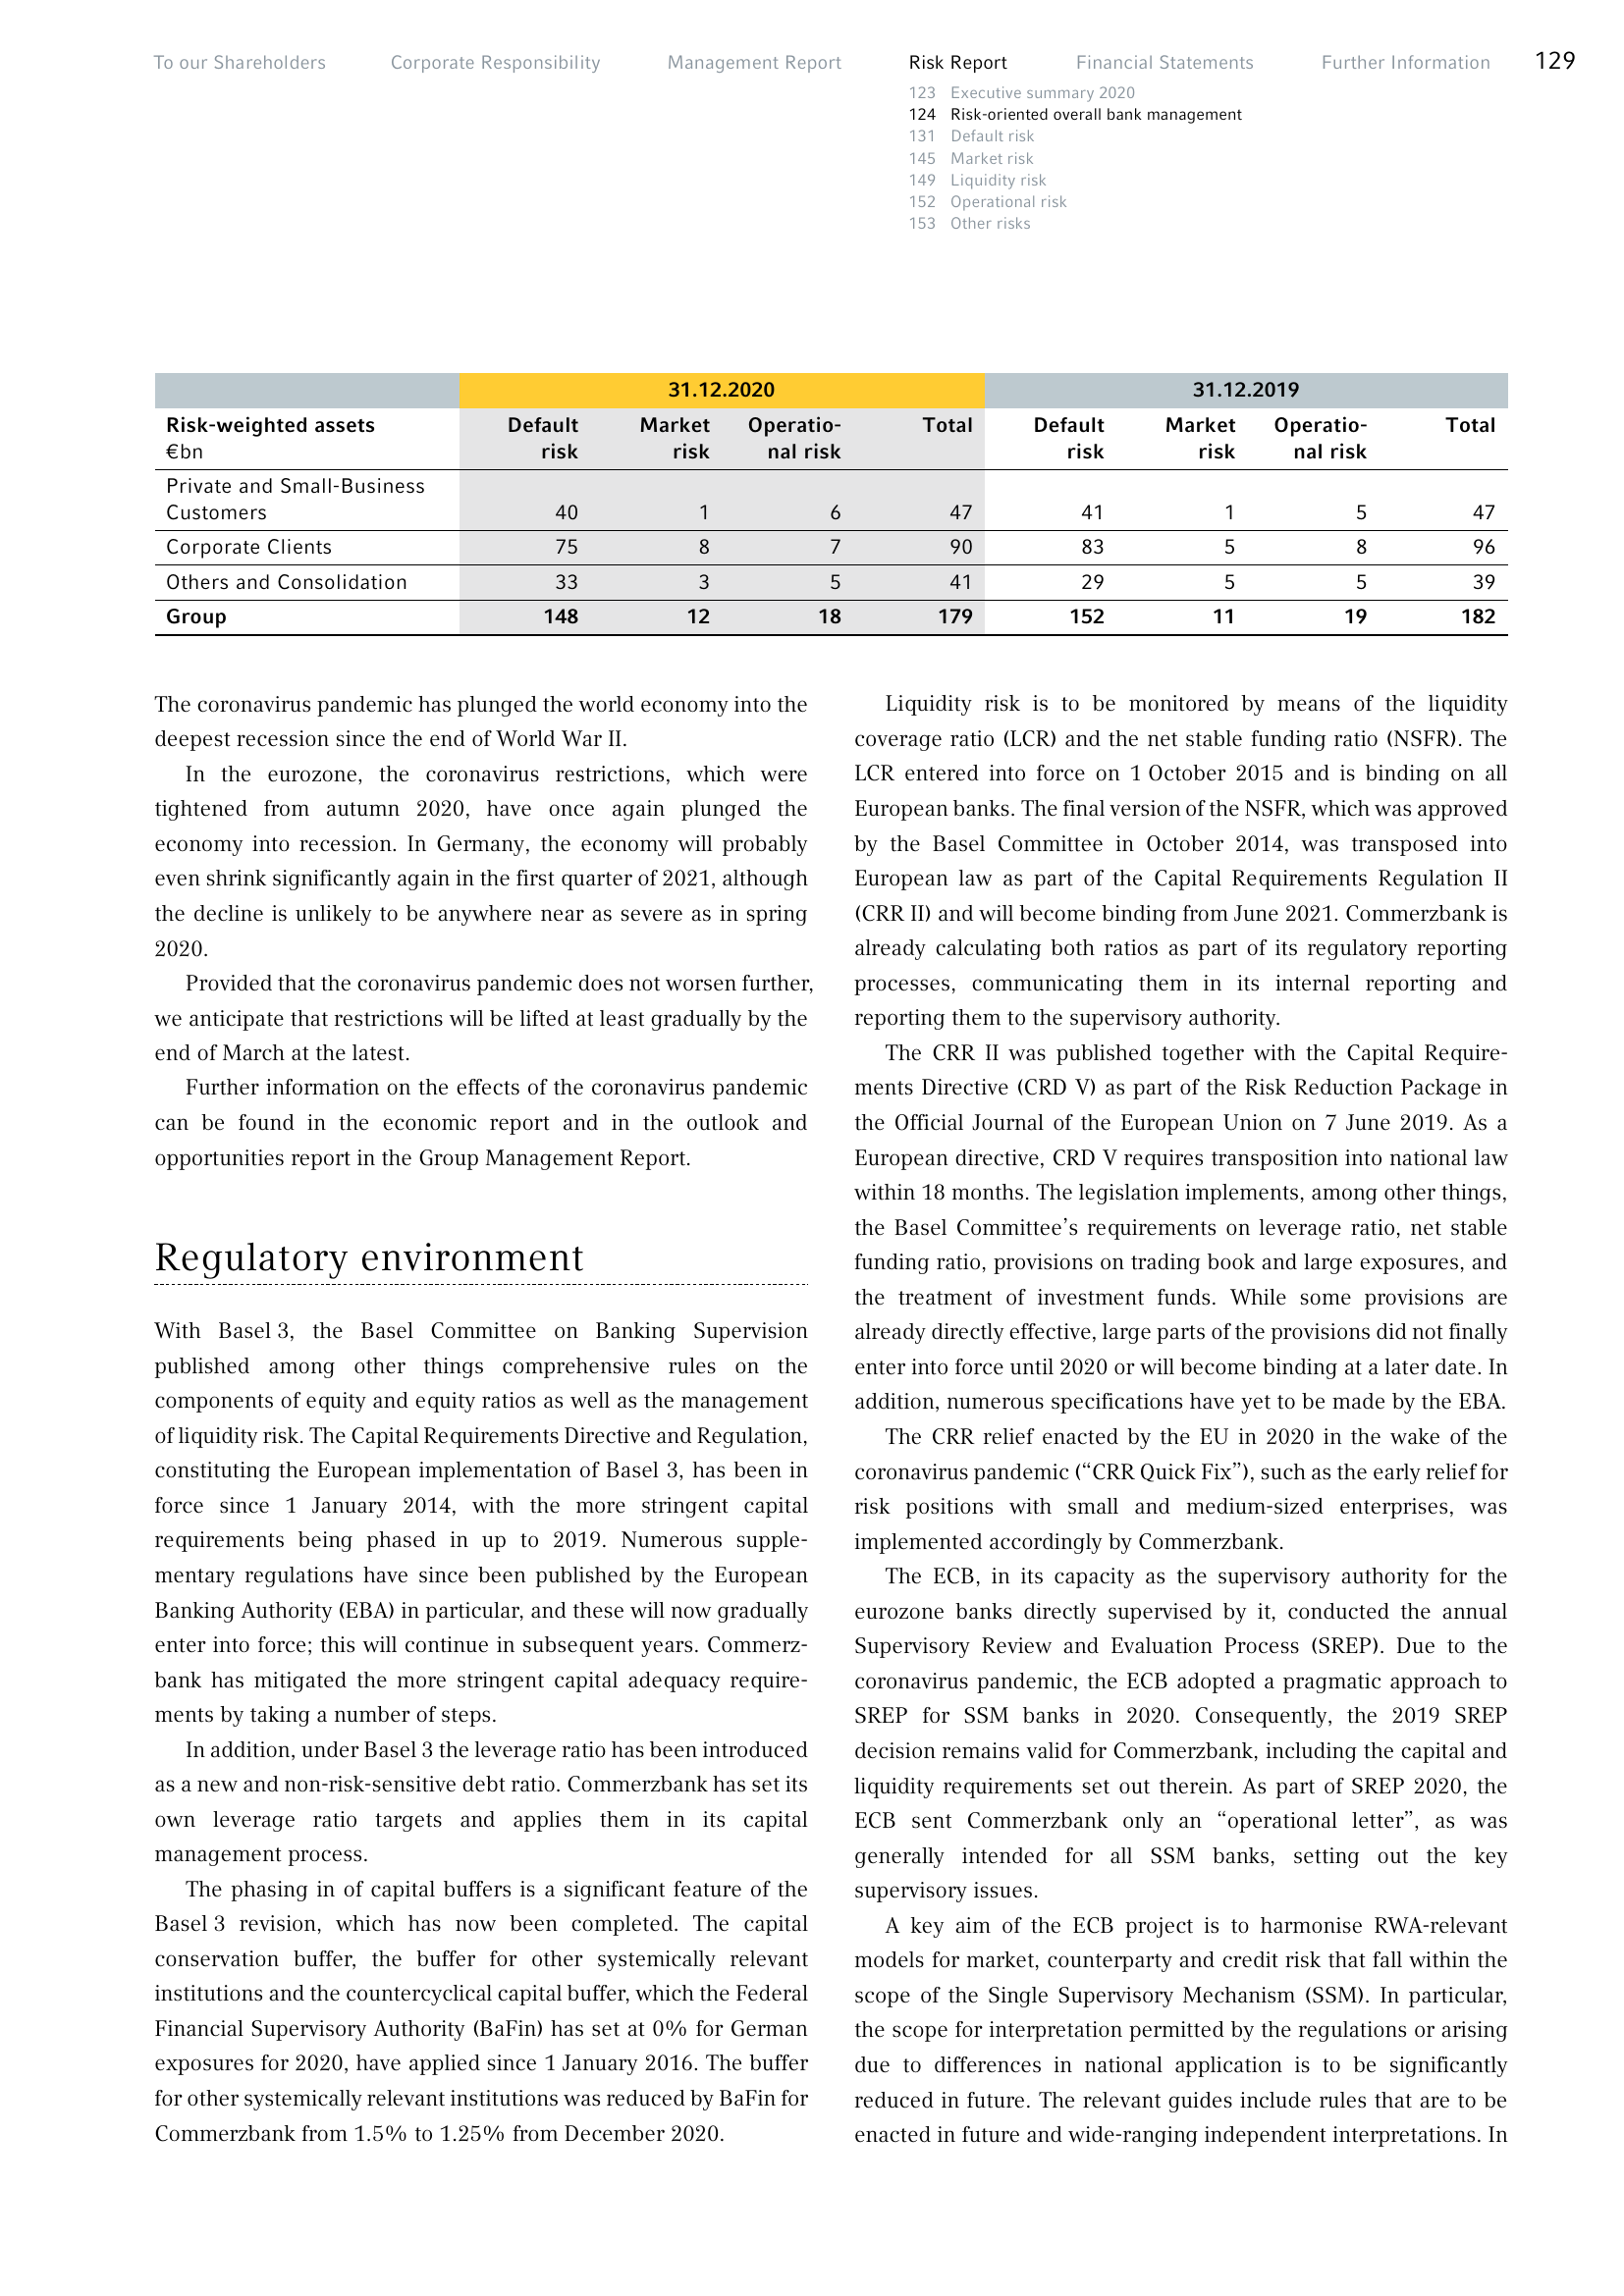 To our Shareholders Corporate Responsibility Management Report Risk Report Financial Statements Further Information 129
123 Executive summary 2020
124 Risk-oriented overall bank management
131 Default risk
145 Market risk
149 Liquidity risk
152 Operational risk
153 Other risks
31.12.2020 31.12.2019
Risk-weighted assets Default Market Operatio- Total Default Market Operatio- Total
€bn risk risk nal risk risk risk nal risk
Private and Small-Business
Customers 40 1 6 47 41 1 5 47
Corporate Clients 75 8 7 90 83 5 8 96
Others and Consolidation 33 3 5 41 29 5 5 39
Group 148 12 18 179 152 11 19 182
The coronavirus pandemic has plunged the world economy into the
deepest recession since the end of World War II.
In the eurozone, the coronavirus restrictions, which were
tightened from autumn 2020, have once again plunged the
economy into recession. In Germany, the economy will probably
even shrink significantly again in the first quarter of 2021, although
the decline is unlikely to be anywhere near as severe as in spring
2020.
Provided that the coronavirus pandemic does not worsen further,
we anticipate that restrictions will be lifted at least gradually by the
end of March at the latest.
Further information on the effects of the coronavirus pandemic
can be found in the economic report and in the outlook and
opportunities report in the Group Management Report.
Regulatory environment
With Basel 3, the Basel Committee on Banking Supervision
published among other things comprehensive rules on the
components of equity and equity ratios as well as the management
of liquidity risk. The Capital Requirements Directive and Regulation,
constituting the European implementation of Basel 3, has been in
force since 1 January 2014, with the more stringent capital
requirements being phased in up to 2019. Numerous supple-
mentary regulations have since been published by the European
Banking Authority (EBA) in particular, and these will now gradually
enter into force; this will continue in subsequent years. Commerz-
bank has mitigated the more stringent capital adequacy require-
ments by taking a number of steps.
In addition, under Basel 3 the leverage ratio has been introduced
as a new and non-risk-sensitive debt ratio. Commerzbank has set its
own leverage ratio targets and applies them in its capital
management process.
The phasing in of capital buffers is a significant feature of the
Basel 3 revision, which has now been completed. The capital
conservation buffer, the buffer for other systemically relevant
institutions and the countercyclical capital buffer, which the Federal
Financial Supervisory Authority (BaFin) has set at 0% for German
exposures for 2020, have applied since 1 January 2016. The buffer
for other systemically relevant institutions was reduced by BaFin for
Commerzbank from 1.5% to 1.25% from December 2020.
Liquidity risk is to be monitored by means of the liquidity
coverage ratio (LCR) and the net stable funding ratio (NSFR). The
LCR entered into force on 1 October 2015 and is binding on all
European banks. The final version of the NSFR, which was approved
by the Basel Committee in October 2014, was transposed into
European law as part of the Capital Requirements Regulation II
(CRR II) and will become binding from June 2021. Commerzbank is
already calculating both ratios as part of its regulatory reporting
processes, communicating them in its internal reporting and
reporting them to the supervisory authority.
The CRR II was published together with the Capital Require-
ments Directive (CRD V) as part of the Risk Reduction Package in
the Official Journal of the European Union on 7 June 2019. As a
European directive, CRD V requires transposition into national law
within 18 months. The legislation implements, among other things,
the Basel Committee’s requirements on leverage ratio, net stable
funding ratio, provisions on trading book and large exposures, and
the treatment of investment funds. While some provisions are
already directly effective, large parts of the provisions did not finally
enter into force until 2020 or will become binding at a later date. In
addition, numerous specifications have yet to be made by the EBA.
The CRR relief enacted by the EU in 2020 in the wake of the
coronavirus pandemic (“CRR Quick Fix”), such as the early relief for
risk positions with small and medium-sized enterprises, was
implemented accordingly by Commerzbank.
The ECB, in its capacity as the supervisory authority for the
eurozone banks directly supervised by it, conducted the annual
Supervisory Review and Evaluation Process (SREP). Due to the
coronavirus pandemic, the ECB adopted a pragmatic approach to
SREP for SSM banks in 2020. Consequently, the 2019 SREP
decision remains valid for Commerzbank, including the capital and
liquidity requirements set out therein. As part of SREP 2020, the
ECB sent Commerzbank only an “operational letter”, as was
generally intended for all SSM banks, setting out the key
supervisory issues.
A key aim of the ECB project is to harmonise RWA-relevant
models for market, counterparty and credit risk that fall within the
scope of the Single Supervisory Mechanism (SSM). In particular,
the scope for interpretation permitted by the regulations or arising
due to differences in national application is to be significantly
reduced in future. The relevant guides include rules that are to be
enacted in future and wide-ranging independent interpretations. In